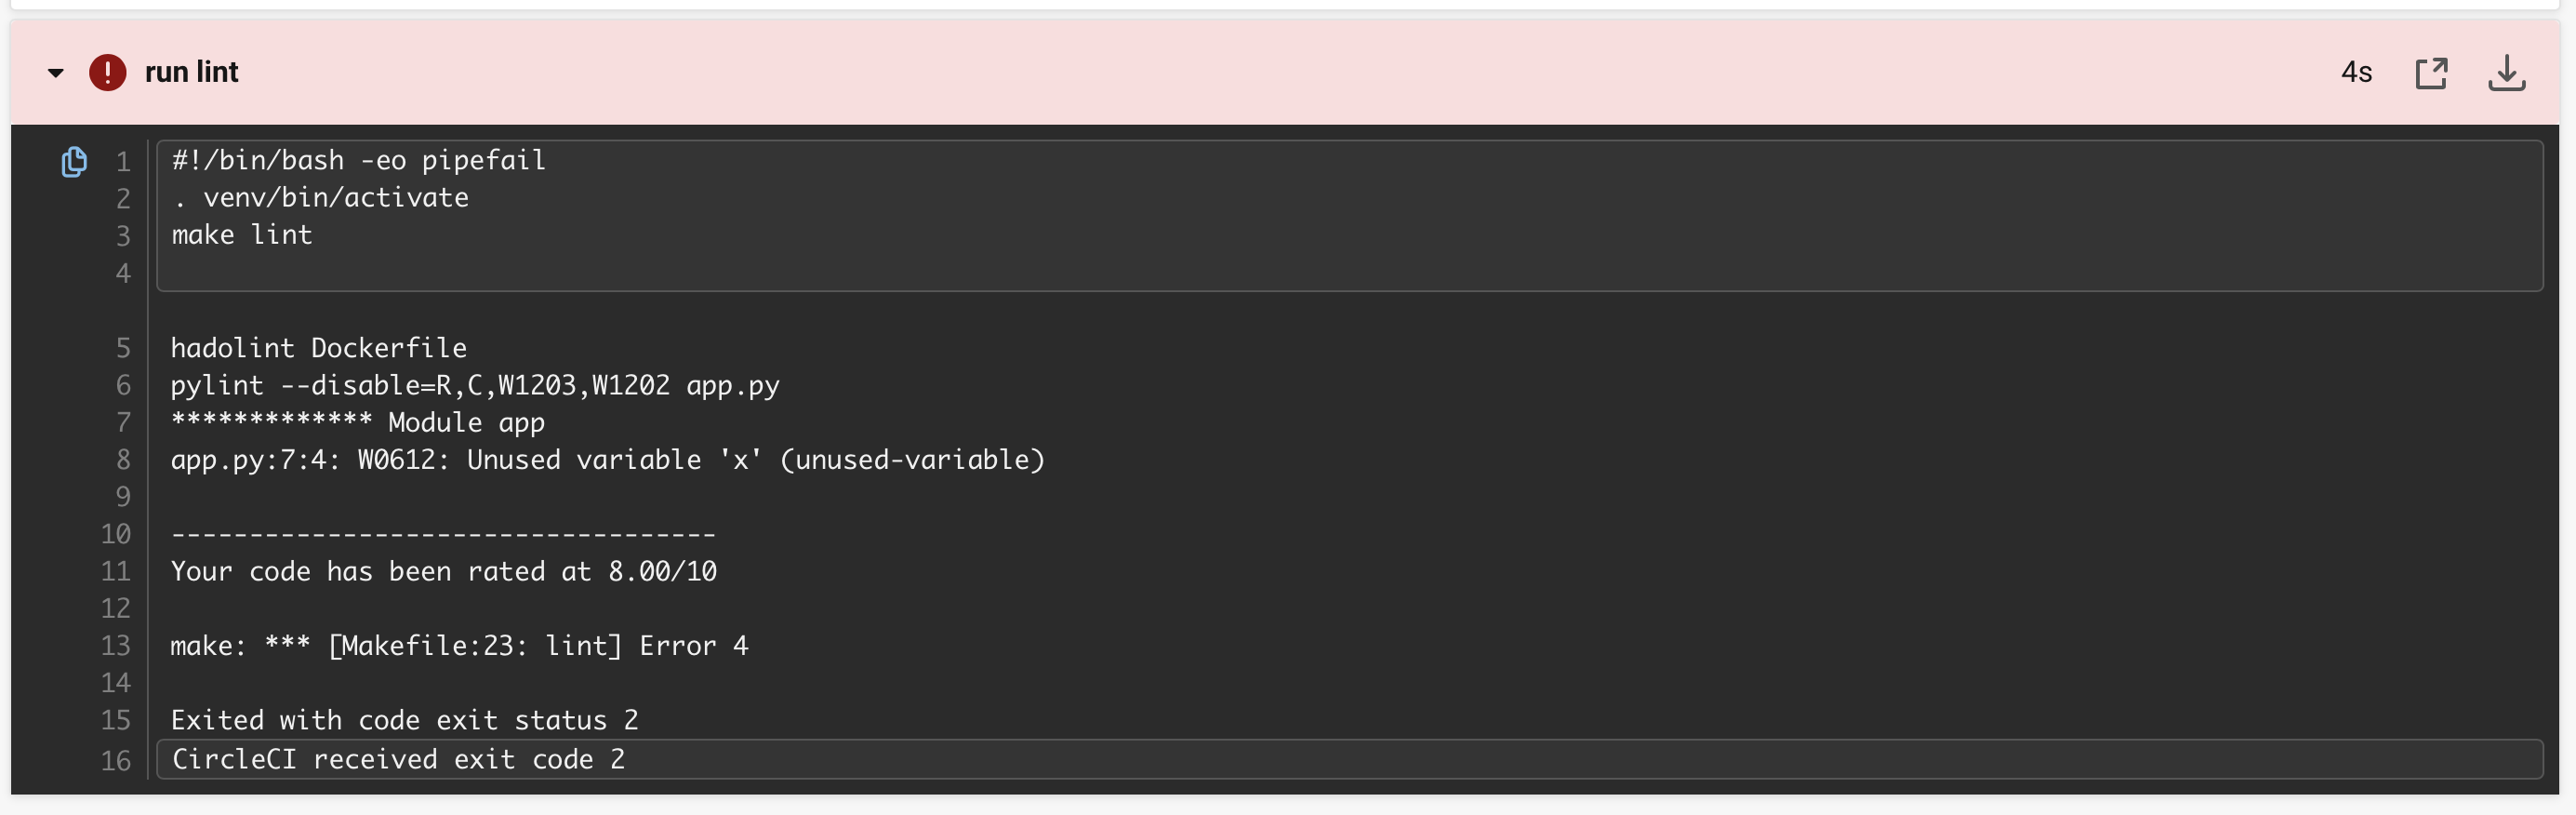 run lint
4s
1 #!/bin/bash -eo pipefail
2 . venv/bin/activate
3 make lint
4
5 hadolint Dockerfile
6 pylint --disable=R,C,W1203,W1202 app.py
7 ************* Module app
8 app.py:7:4: W0612: Unused variable 'x' (unused-variable)
9
10 -----------------------------------
11 Your code has been rated at 8.00/10
12
13 make: *** [Makefile:23: lint] Error 4
14
15 Exited with code exit status 2
16 CircleCI received exit code 2